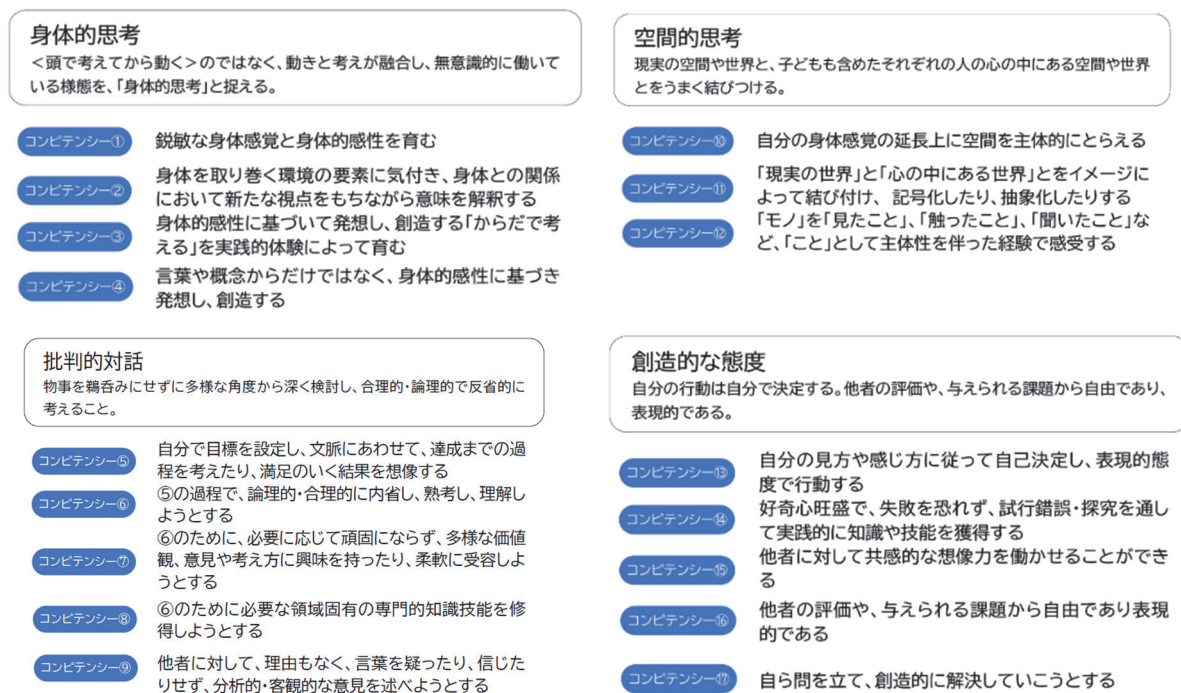 身体的思考
＜頭で考えてから動く＞のではなく、動きと考えが融合し、無意識的に働いて
いる様態を、「身体的思考」と捉える。
コンピテンシー①
鋭敏な身体感覚と身体的感性を育む
コンピテンシー②
身体を取り巻く環境の要素に気付き、身体との関係
において新たな視点をもちながら意味を解釈する
コンピテンシー③
身体的感性に基づいて発想し、創造する「からだで考
える」を実践的体験によって育む
コンピテンシー④
言葉や概念からだけではなく、身体的感性に基づき
発想し、創造する
空間的思考
現実の空間や世界と、子どもも含めたそれぞれの人の心の中にある空間や世界
とをうまく結びつける。
コンピテンシー⑩
自分の身体感覚の延長上に空間を主体的にとらえる
コンピテンシー⑪
「現実の世界」と「心の中にある世界」とをイメージに
よって結び付け、 記号化したり、抽象化したりする
コンピテンシー⑫
「モノ」を「見たこと」、「触ったこと」、「聞いたこと」な
ど、「こと」として主体性を伴った経験で感受する
批判的対話
物事を鵜呑みにせずに多様な角度から深く検討し、合理的・論理的で反省的に
考えること。
コンピテンシー⑤
自分で目標を設定し、文脈にあわせて、達成までの過
程を考えたり、満足のいく結果を想像する
コンピテンシー⑥
⑤の過程で、論理的・合理的に内省し、熟考し、理解し
ようとする
コンピテンシー⑦
⑥のために、必要に応じて頑固にならず、多様な価値
観、意見や考え方に興味を持ったり、柔軟に受容しよ
うとする
コンピテンシー⑧
⑥のために必要な領域固有の専門的知識技能を修
得しようとする
コンピテンシー⑨
他者に対して、理由もなく、言葉を疑ったり、信じた
りせず、分析的・客観的な意見を述べようとする
創造的な態度
自分の行動は自分で決定する。他者の評価や、与えられる課題から自由であり、
表現的である。
コンピテンシー⑬
自分の見方や感じ方に従って自己決定し、表現的態
度で行動する
コンピテンシー⑭
好奇心旺盛で、失敗を恐れず、試行錯誤・探究を通し
て実践的に知識や技能を獲得する
コンピテンシー⑮
他者に対して共感的な想像力を働かせることができ
る
コンピテンシー⑯
他者の評価や、与えられる課題から自由であり表現
的である
コンピテンシー⑰
自ら問を立て、創造的に解決していこうとする